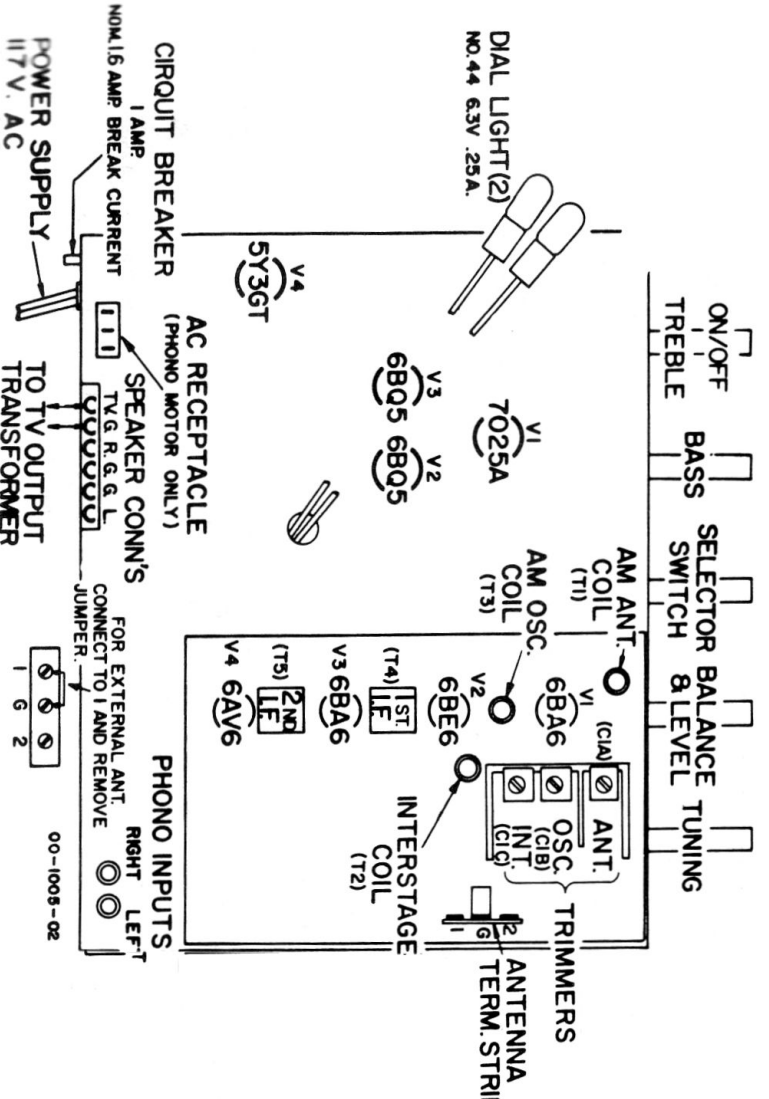 ON/OFF
TREBLE
BASS
SELECTOR
SWITCH
BALANCE
& LEVEL
TUNING
DIAL LIGHT(2)
NO.44 6.3V .25A.
AM ANT.
COIL
(T1)
AM OSC.
COIL
(T3)
V1
7025A
V3
6BQ5
V2
6BQ5
V4
5Y3GT
V1
6BA6
V2
6BE6
(T4)
1ST.
I.F.
V3
6BA6
(T5)
2ND
I.F.
V4
6AV6
(C1A)
ANT.
OSC.
(C1B)
INT.
(C1C)
TRIMMERS
INTERSTAGE
COIL
(T2)
2
G
1
ANTENNA
TERM. STRIP
CIRQUIT BREAKER
1 AMP.
NOM.1.6 AMP. BREAK CURRENT
POWER SUPPLY
117 V. AC
AC RECEPTACLE
(PHONO MOTOR ONLY)
SPEAKER CONN'S
TV. G. R. G. G. L.
TO TV OUTPUT
TRANSFORMER
FOR EXTERNAL ANT.
CONNECT TO 1 AND REMOVE
JUMPER.
1 G 2
PHONO INPUTS
RIGHT LEFT
00-1005-02